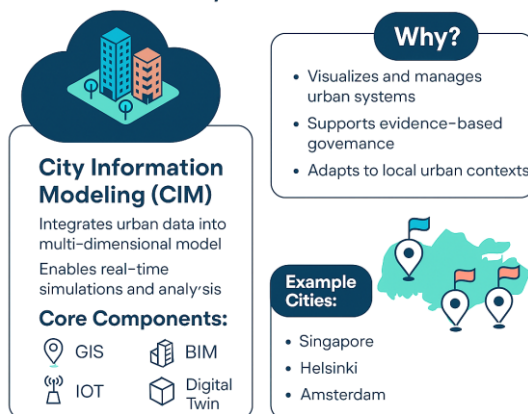 City Information
Modeling (CIM)
Integrates urban data into
multi-dimensional model
Enables real-time
simulations and analysis
Core Components:
GIS
BIM
IOT
Digital
Twin
Why?
• Visualizes and manages
urban systems
• Supports evidence-based
governance
• Adapts to local urban contexts
Example
Cities:
• Singapore
• Helsinki
• Amsterdam